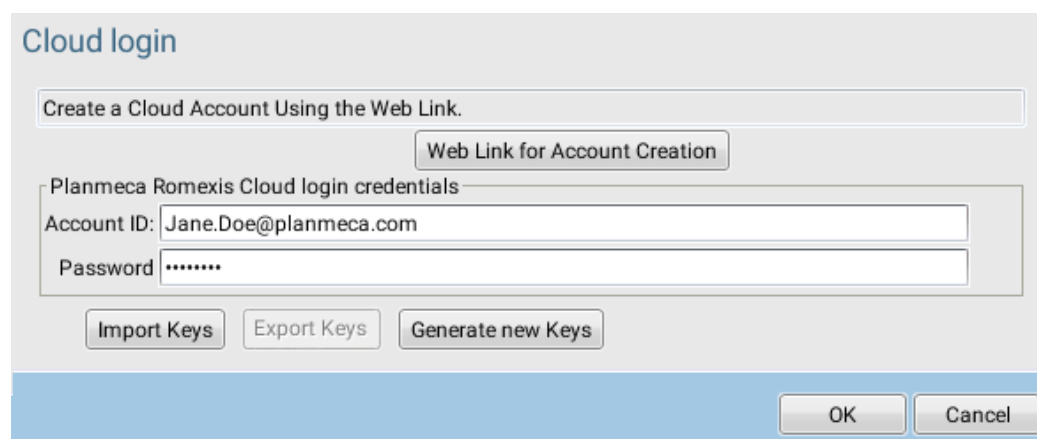 Cloud login
Create a Cloud Account Using the Web Link.
Web Link for Account Creation
Planmeca Romexis Cloud login credentials
Account ID: Jane.Doe@planmeca.com
Password ••••••••
Import Keys Export Keys Generate new Keys
OK Cancel